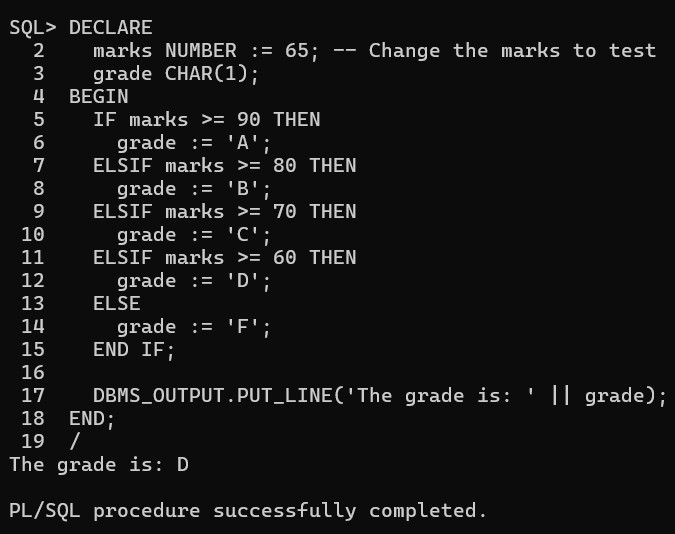 SQL> DECLARE
  2    marks NUMBER := 65; -- Change the marks to test
  3    grade CHAR(1);
  4  BEGIN
  5    IF marks >= 90 THEN
  6      grade := 'A';
  7    ELSIF marks >= 80 THEN
  8      grade := 'B';
  9    ELSIF marks >= 70 THEN
 10      grade := 'C';
 11    ELSIF marks >= 60 THEN
 12      grade := 'D';
 13    ELSE
 14      grade := 'F';
 15    END IF;
 16
 17    DBMS_OUTPUT.PUT_LINE('The grade is: ' || grade);
 18  END;
 19  /
The grade is: D

PL/SQL procedure successfully completed.